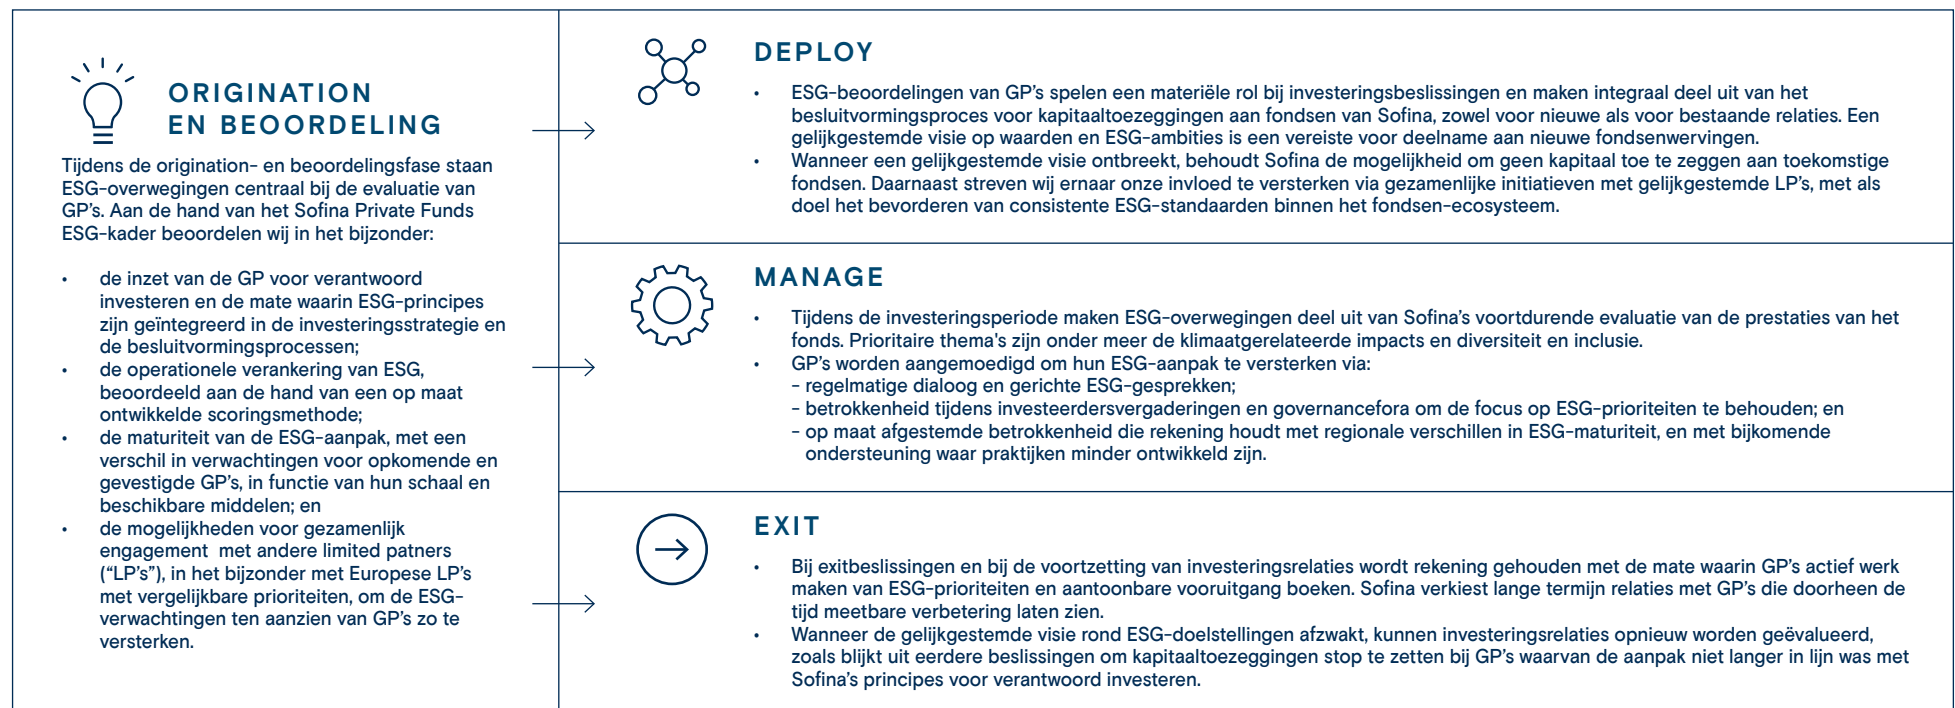 ORIGINATION
EN BEOORDELING
Tijdens de origination- en beoordelingsfase staan
ESG-overwegingen centraal bij de evaluatie van
GP's. Aan de hand van het Sofina Private Funds
ESG-kader beoordelen wij in het bijzonder:
• de inzet van de GP voor verantwoord
investeren en de mate waarin ESG-principes
zijn geïntegreerd in de investeringsstrategie en
de besluitvormingsprocessen;
• de operationele verankering van ESG,
beoordeeld aan de hand van een op maat
ontwikkelde scoringsmethode;
• de maturiteit van de ESG-aanpak, met een
verschil in verwachtingen voor opkomende en
gevestigde GP's, in functie van hun schaal en
beschikbare middelen; en
• de mogelijkheden voor gezamenlijk
engagement met andere limited patners
("LP's"), in het bijzonder met Europese LP's
met vergelijkbare prioriteiten, om de ESG-
verwachtingen ten aanzien van GP's zo te
versterken.
DEPLOY
• ESG-beoordelingen van GP's spelen een materiële rol bij investeringsbeslissingen en maken integraal deel uit van het
besluitvormingsproces voor kapitaaltoezeggingen aan fondsen van Sofina, zowel voor nieuwe als voor bestaande relaties. Een
gelijkgestemde visie op waarden en ESG-ambities is een vereiste voor deelname aan nieuwe fondsenwervingen.
• Wanneer een gelijkgestemde visie ontbreekt, behoudt Sofina de mogelijkheid om geen kapitaal toe te zeggen aan toekomstige
fondsen. Daarnaast streven wij ernaar onze invloed te versterken via gezamenlijke initiatieven met gelijkgestemde LP's, met als
doel het bevorderen van consistente ESG-standaarden binnen het fondsen-ecosysteem.
MANAGE
• Tijdens de investeringsperiode maken ESG-overwegingen deel uit van Sofina's voortdurende evaluatie van de prestaties van het
fonds. Prioritaire thema's zijn onder meer de klimaatgerelateerde impacts en diversiteit en inclusie.
• GP's worden aangemoedigd om hun ESG-aanpak te versterken via:
- regelmatige dialoog en gerichte ESG-gesprekken;
- betrokkenheid tijdens investeerdersvergaderingen en governancefora om de focus op ESG-prioriteiten te behouden; en
- op maat afgestemde betrokkenheid die rekening houdt met regionale verschillen in ESG-maturiteit, en met bijkomende
ondersteuning waar praktijken minder ontwikkeld zijn.
EXIT
• Bij exitbeslissingen en bij de voortzetting van investeringsrelaties wordt rekening gehouden met de mate waarin GP's actief werk
maken van ESG-prioriteiten en aantoonbare vooruitgang boeken. Sofina verkiest lange termijn relaties met GP's die doorheen de
tijd meetbare verbetering laten zien.
• Wanneer de gelijkgestemde visie rond ESG-doelstellingen afzwakt, kunnen investeringsrelaties opnieuw worden geëvalueerd,
zoals blijkt uit eerdere beslissingen om kapitaaltoezeggingen stop te zetten bij GP's waarvan de aanpak niet langer in lijn was met
Sofina's principes voor verantwoord investeren.